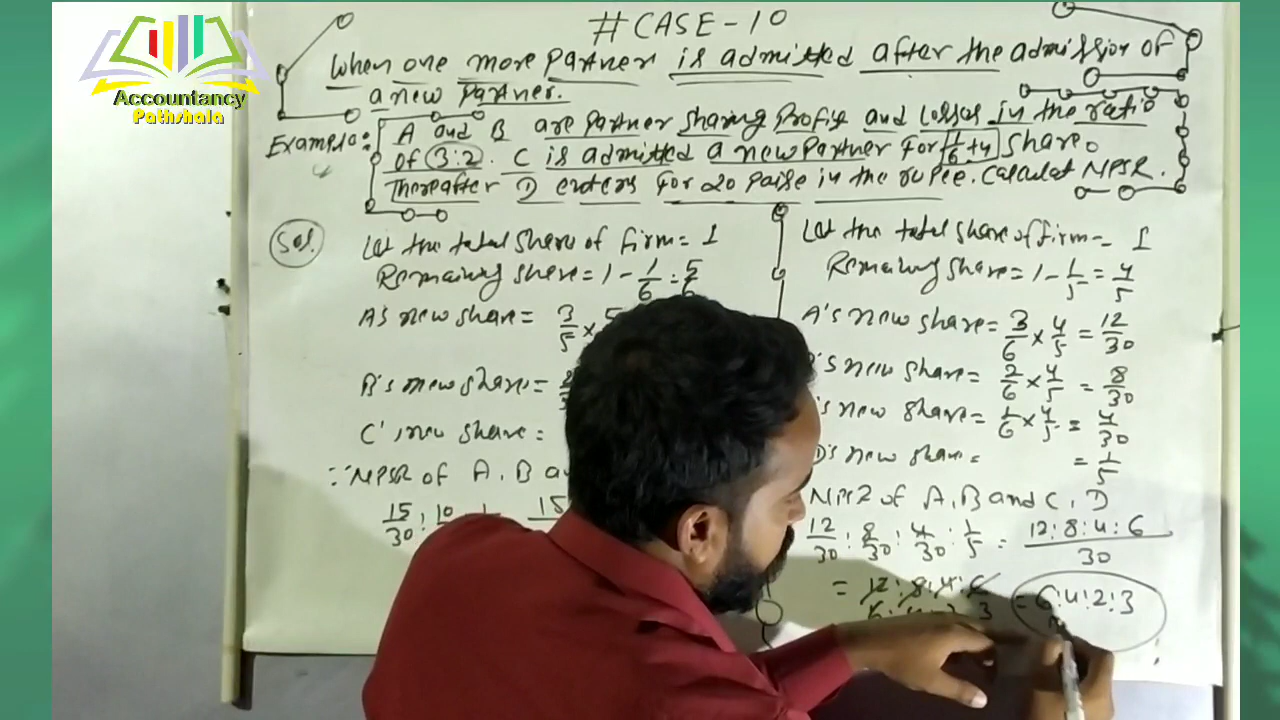 Accountancy
Pathshala
#CASE-10
When one more Partner is admitted after the admission of
a new Partner.
Example:- A and B are Partner sharing Profit and Losses in the ratio
of 3:2. C is admitted a new Partner For 1/6 th share.
Thereafter D enters For 20 Paise in the rupee. Calculat NPSR.
Sol.
Let the total share of firm = 1
Remaining share = 1 - 1/6 = 5/6
A's new share = 3/5 ×
B's new share =
C's new share =
∵ NPSR of A, B
15/30 : 10
Let the total share of firm = 1
Remaining share = 1 - 1/5 = 4/5
A's new share = 3/6 × 4/5 = 12/30
's new share = 2/6 × 4/5 = 8/30
's new share = 1/6 × 4/5 = 4/30
D's new share = = 1/5
NPSR of A, B and C, D
12/30 : 8/30 : 4/30 : 1/5 = 12:8:4:6/30
= 12:8:4:6 = 6:4:2:3